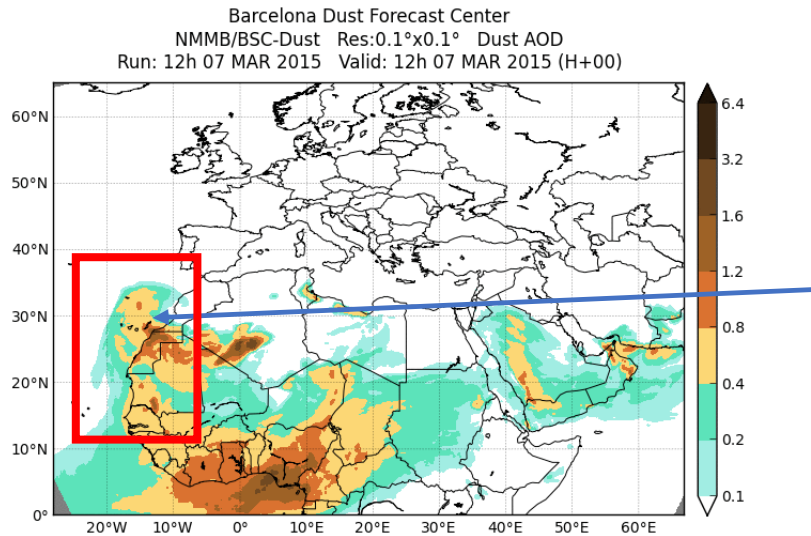 Barcelona Dust Forecast Center
NMMB/BSC-Dust Res:0.1°x0.1° Dust AOD
Run: 12h 07 MAR 2015 Valid: 12h 07 MAR 2015 (H+00)
60°N
50°N
40°N
30°N
20°N
10°N
0°
20°W 10°W 0° 10°E 20°E 30°E 40°E 50°E 60°E
6.4
3.2
1.6
1.2
0.8
0.4
0.2
0.1